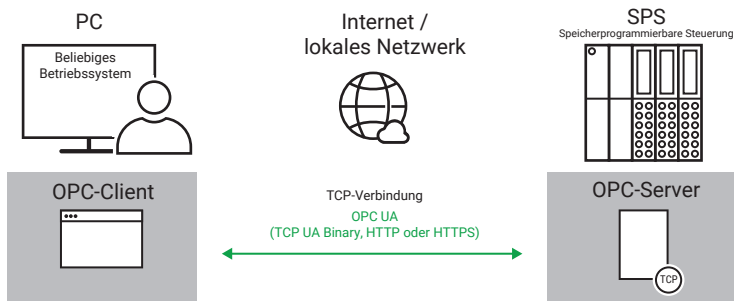 PC
Beliebiges
Betriebssystem
Internet /
lokales Netzwerk
SPS
Speicherprogrammierbare Steuerung
OPC-Client
TCP-Verbindung
OPC UA
(TCP UA Binary, HTTP oder HTTPS)
OPC-Server
TCP